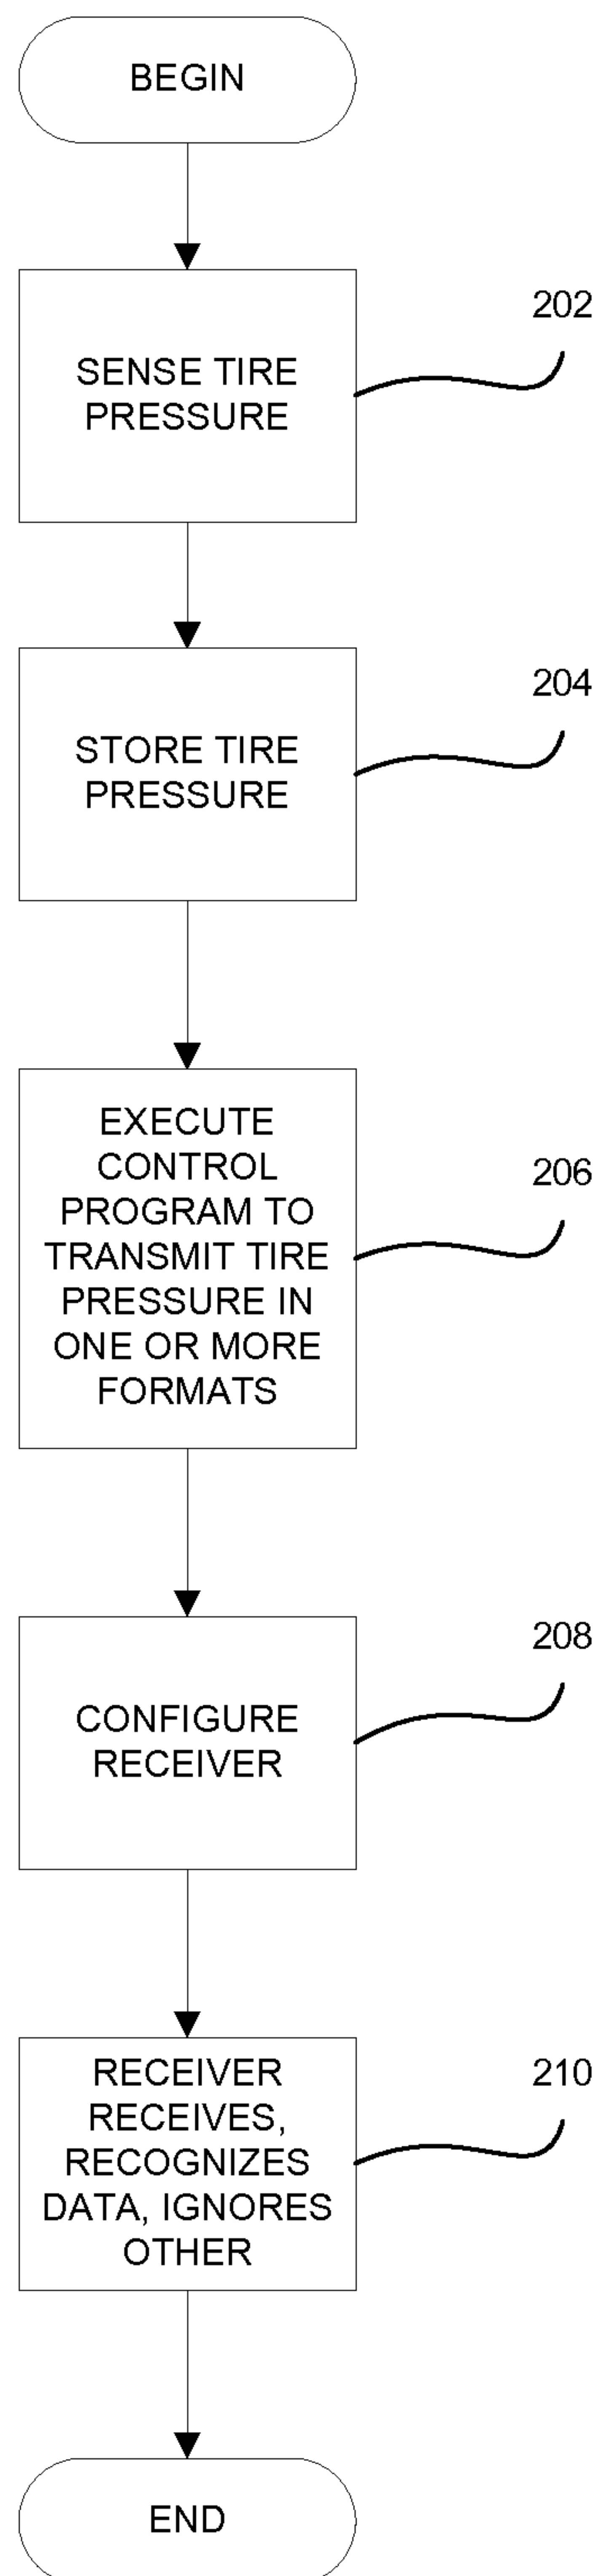 BEGIN
202
SENSE TIRE
PRESSURE
204
STORE TIRE
PRESSURE
EXECUTE
CONTROL
PROGRAM TO
TRANSMIT TIRE
PRESSURE IN
ONE OR MORE
FORMATS
206
208
CONFIGURE
RECEIVER
210
RECEIVER
RECEIVES,
RECOGNIZES
DATA, IGNORES
OTHER
END